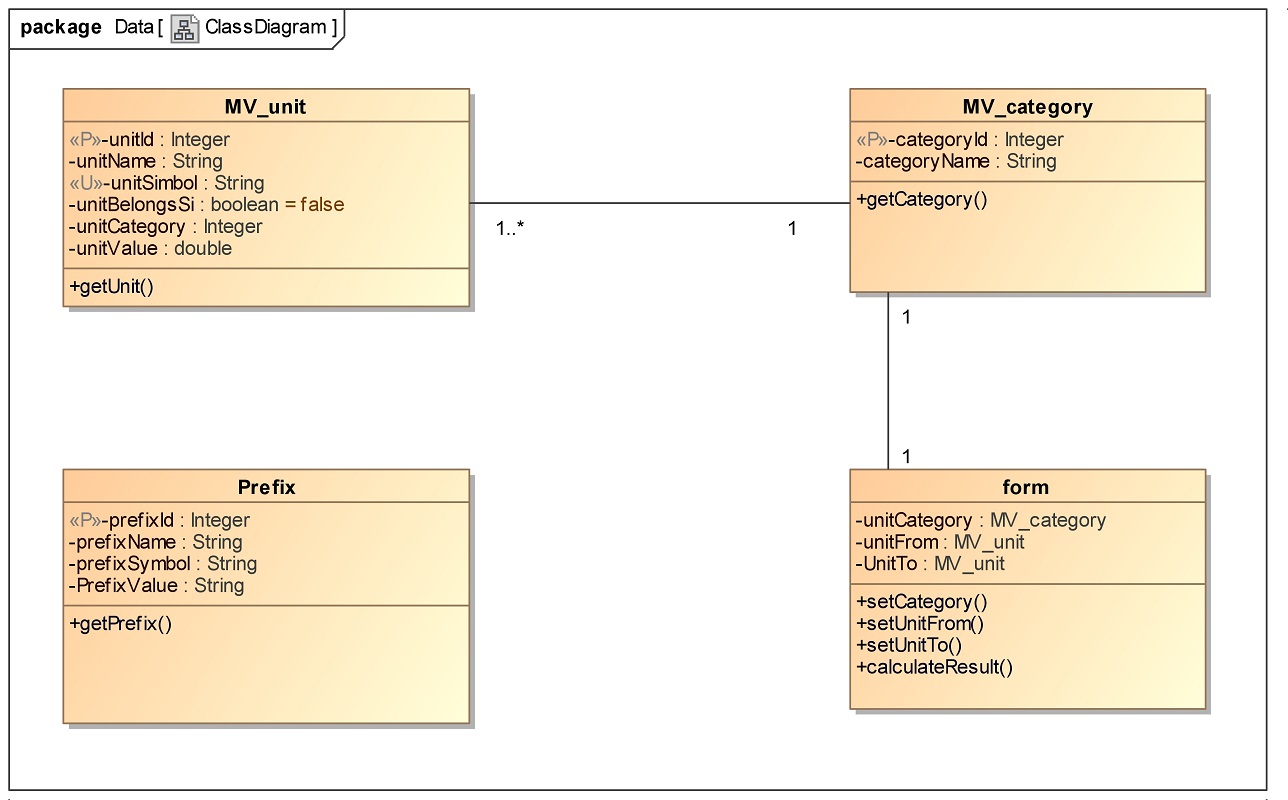 package Data [ ClassDiagram ]
MV_unit
«P»-unitId : Integer
-unitName : String
«U»-unitSimbol : String
-unitBelongsSi : boolean = false
-unitCategory : Integer
-unitValue : double
+getUnit()
MV_category
«P»-categoryId : Integer
-categoryName : String
+getCategory()
1..*
1
1
1
Prefix
«P»-prefixId : Integer
-prefixName : String
-prefixSymbol : String
-PrefixValue : String
+getPrefix()
form
-unitCategory : MV_category
-unitFrom : MV_unit
-UnitTo : MV_unit
+setCategory()
+setUnitFrom()
+setUnitTo()
+calculateResult()